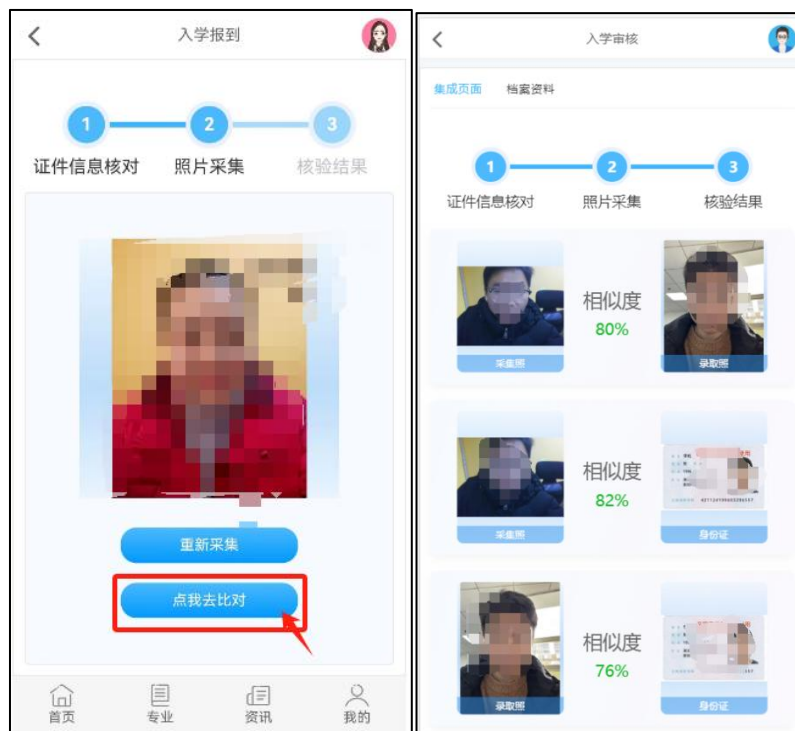 入学报到
1
2
3
证件信息核对
照片采集
核验结果
重新采集
点我去比对
首页
专业
资讯
我的
入学审核
集成页面
档案资料
1
2
3
证件信息核对
照片采集
核验结果
相似度
80%
采集照
录取照
相似度
82%
采集照
身份证
相似度
76%
录取照
身份证